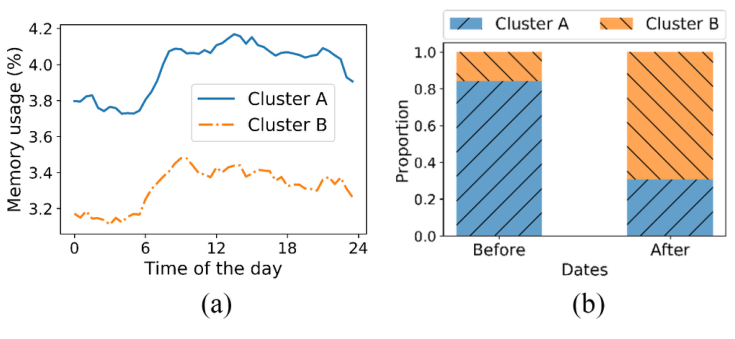 4.2
4.0
3.8
3.4
3.2
Memory usage (%)
Cluster A
Cluster B
0 6 12 18 24
Time of the day
(a)
Cluster A Cluster B
1.0
0.8
0.6
0.4
0.2
0.0
Proportion
Before After
Dates
(b)